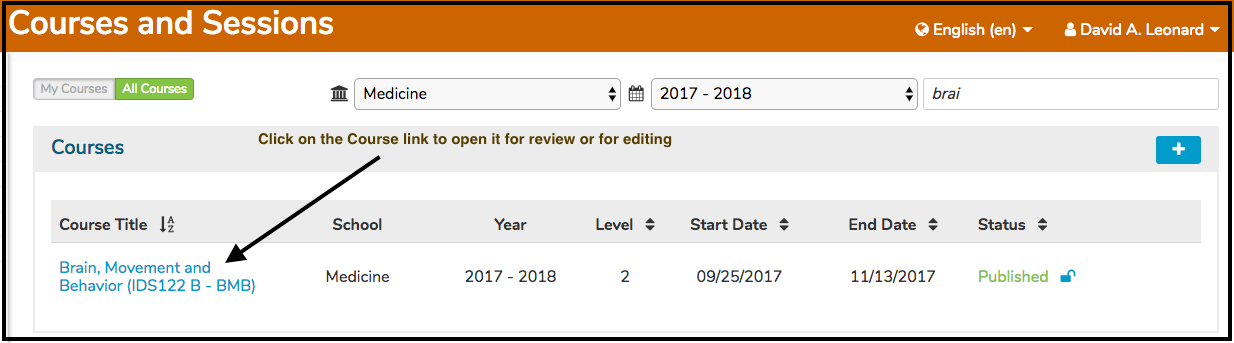 Courses and Sessions
English (en)
David A. Leonard
My Courses
All Courses
Medicine
2017 - 2018
brai
Click on the Course link to open it for review or for editing
Courses
+
Course Title
School
Year
Level
Start Date
End Date
Status
Brain, Movement and
Behavior (IDS122 B - BMB)
Medicine
2017 - 2018
2
09/25/2017
11/13/2017
Published